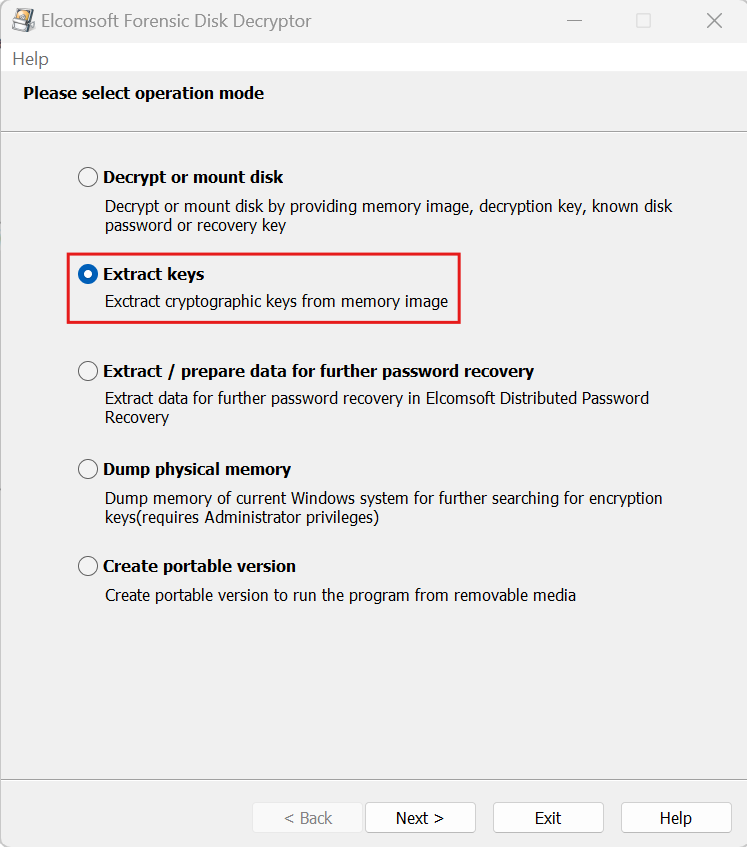 Elcomsoft Forensic Disk Decryptor
Help
Please select operation mode
Decrypt or mount disk
Decrypt or mount disk by providing memory image, decryption key, known disk
password or recovery key
Extract keys
Exctract cryptographic keys from memory image
Extract / prepare data for further password recovery
Extract data for further password recovery in Elcomsoft Distributed Password
Recovery
Dump physical memory
Dump memory of current Windows system for further searching for encryption
keys(requires Administrator privileges)
Create portable version
Create portable version to run the program from removable media
< Back
Next >
Exit
Help